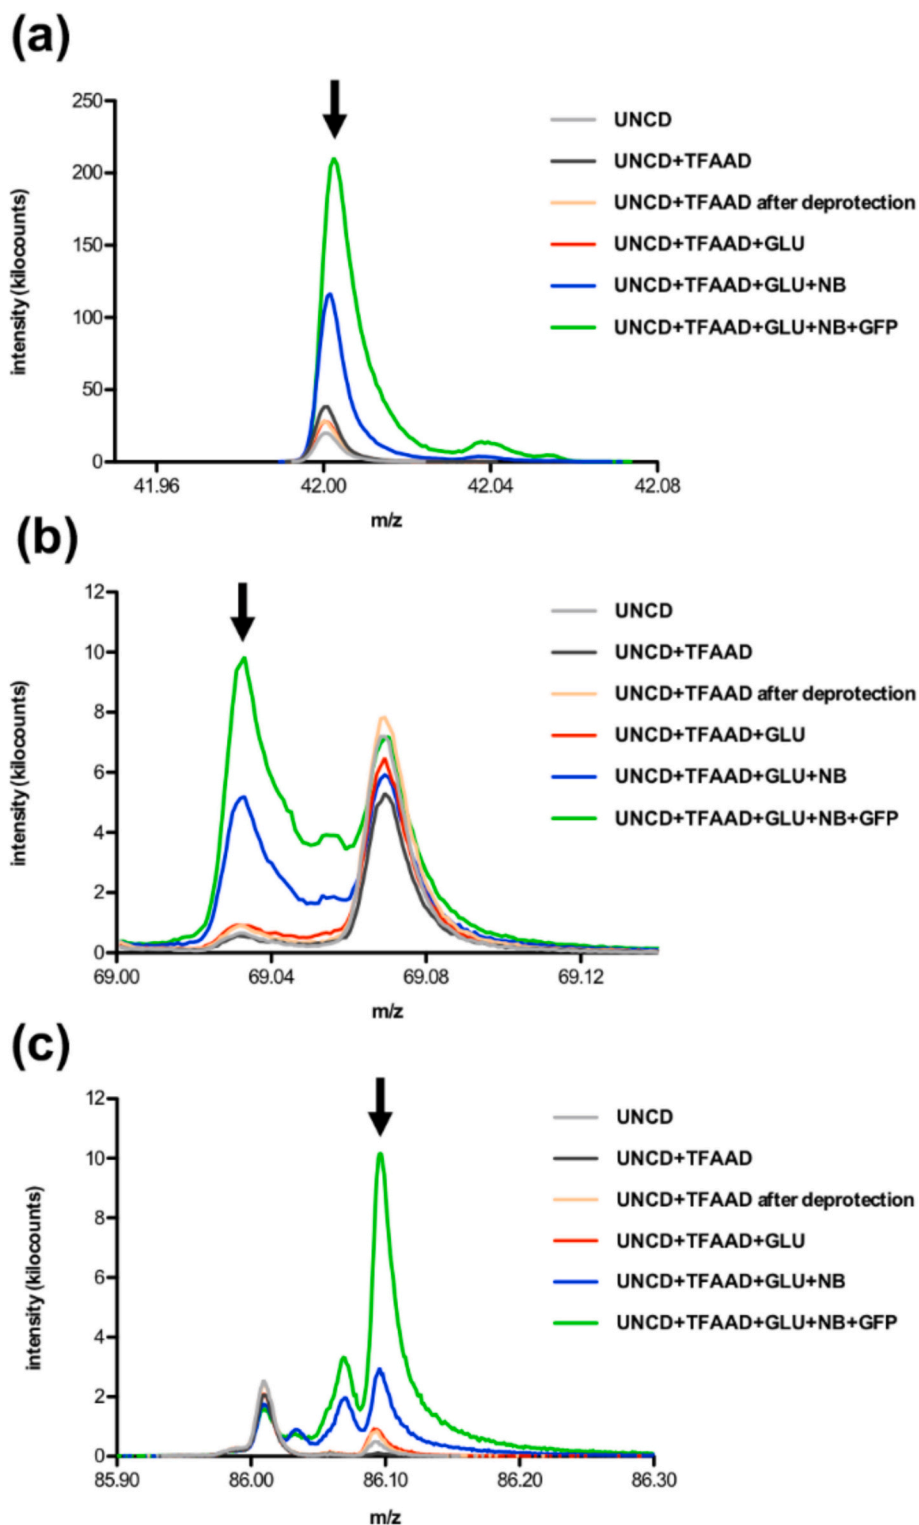 (a)
250
200
150
100
50
0
intensity (kilocounts)
41.96
42.00
42.04
42.08
m/z
UNCD
UNCD+TFAAD
UNCD+TFAAD after deprotection
UNCD+TFAAD+GLU
UNCD+TFAAD+GLU+NB
UNCD+TFAAD+GLU+NB+GFP
(b)
12
10
8
6
4
2
0
intensity (kilocounts)
69.00
69.04
69.08
69.12
m/z
UNCD
UNCD+TFAAD
UNCD+TFAAD after deprotection
UNCD+TFAAD+GLU
UNCD+TFAAD+GLU+NB
UNCD+TFAAD+GLU+NB+GFP
(c)
12
10
8
6
4
2
0
intensity (kilocounts)
85.90
86.00
86.10
86.20
86.30
m/z
UNCD
UNCD+TFAAD
UNCD+TFAAD after deprotection
UNCD+TFAAD+GLU
UNCD+TFAAD+GLU+NB
UNCD+TFAAD+GLU+NB+GFP